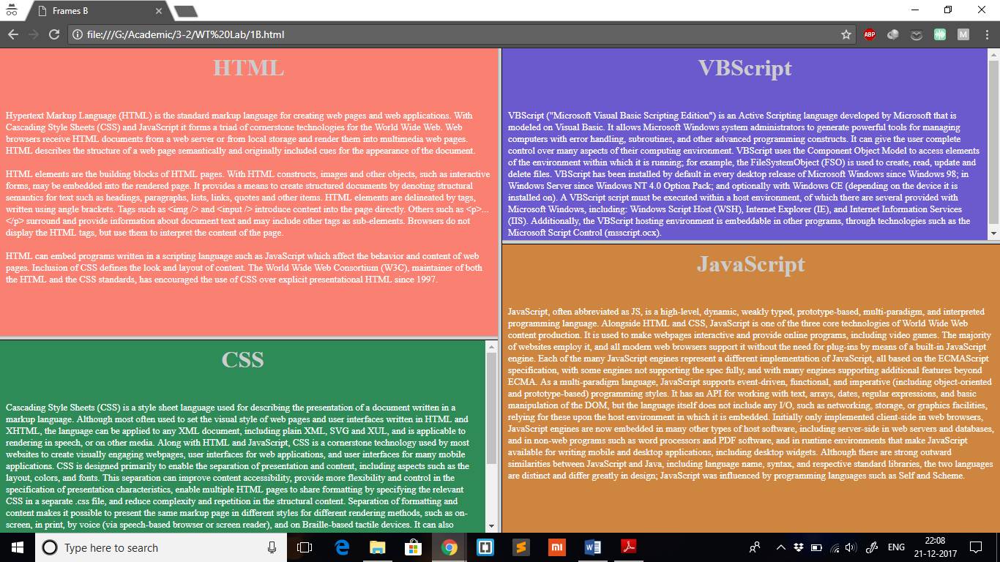 Frames B
file:///G:/Academic/3-2/WT%20Lab/1B.html
ABP
M
HTML
Hypertext Markup Language (HTML) is the standard markup language for creating web pages and web applications. With
Cascading Style Sheets (CSS) and JavaScript it forms a triad of cornerstone technologies for the World Wide Web. Web
browsers receive HTML documents from a web server or from local storage and render them into multimedia web pages.
HTML describes the structure of a web page semantically and originally included cues for the appearance of the document.
HTML elements are the building blocks of HTML pages. With HTML constructs, images and other objects, such as interactive
forms, may be embedded into the rendered page. It provides a means to create structured documents by denoting structural
semantics for text such as headings, paragraphs, lists, links, quotes and other items. HTML elements are delineated by tags,
written using angle brackets. Tags such as <img /> and <input /> introduce content into the page directly. Others such as <p>...
</p> surround and provide information about document text and may include other tags as sub-elements. Browsers do not
display the HTML tags, but use them to interpret the content of the page.
HTML can embed programs written in a scripting language such as JavaScript which affect the behavior and content of web
pages. Inclusion of CSS defines the look and layout of content. The World Wide Web Consortium (W3C), maintainer of both
the HTML and the CSS standards, has encouraged the use of CSS over explicit presentational HTML since 1997.
CSS
Cascading Style Sheets (CSS) is a style sheet language used for describing the presentation of a document written in a
markup language. Although most often used to set the visual style of web pages and user interfaces written in HTML and
XHTML, the language can be applied to any XML document, including plain XML, SVG and XUL, and is applicable to
rendering in speech, or on other media. Along with HTML and JavaScript, CSS is a cornerstone technology used by most
websites to create visually engaging webpages, user interfaces for web applications, and user interfaces for many mobile
applications. CSS is designed primarily to enable the separation of presentation and content, including aspects such as the
layout, colors, and fonts. This separation can improve content accessibility, provide more flexibility and control in the
specification of presentation characteristics, enable multiple HTML pages to share formatting by specifying the relevant
CSS in a separate .css file, and reduce complexity and repetition in the structural content. Separation of formatting and
content makes it possible to present the same markup page in different styles for different rendering methods, such as on-
screen, in print, by voice (via speech-based browser or screen reader), and on Braille-based tactile devices. It can also
VBScript
VBScript ("Microsoft Visual Basic Scripting Edition") is an Active Scripting language developed by Microsoft that is
modeled on Visual Basic. It allows Microsoft Windows system administrators to generate powerful tools for managing
computers with error handling, subroutines, and other advanced programming constructs. It can give the user complete
control over many aspects of their computing environment. VBScript uses the Component Object Model to access elements
of the environment within which it is running; for example, the FileSystemObject (FSO) is used to create, read, update and
delete files. VBScript has been installed by default in every desktop release of Microsoft Windows since Windows 98; in
Windows Server since Windows NT 4.0 Option Pack; and optionally with Windows CE (depending on the device it is
installed on). A VBScript script must be executed within a host environment, of which there are several provided with
Microsoft Windows, including: Windows Script Host (WSH), Internet Explorer (IE), and Internet Information Services
(IIS). Additionally, the VBScript hosting environment is embeddable in other programs, through technologies such as the
Microsoft Script Control (msscript.ocx).
JavaScript
JavaScript, often abbreviated as JS, is a high-level, dynamic, weakly typed, prototype-based, multi-paradigm, and interpreted
programming language. Alongside HTML and CSS, JavaScript is one of the three core technologies of World Wide Web
content production. It is used to make webpages interactive and provide online programs, including video games. The majority
of websites employ it, and all modern web browsers support it without the need for plug-ins by means of a built-in JavaScript
engine. Each of the many JavaScript engines represent a different implementation of JavaScript, all based on the ECMAScript
specification, with some engines not supporting the spec fully, and with many engines supporting additional features beyond
ECMA. As a multi-paradigm language, JavaScript supports event-driven, functional, and imperative (including object-oriented
and prototype-based) programming styles. It has an API for working with text, arrays, dates, regular expressions, and basic
manipulation of the DOM, but the language itself does not include any I/O, such as networking, storage, or graphics facilities,
relying for these upon the host environment in which it is embedded. Initially only implemented client-side in web browsers,
JavaScript engines are now embedded in many other types of host software, including server-side in web servers and databases,
and in non-web programs such as word processors and PDF software, and in runtime environments that make JavaScript
available for writing mobile and desktop applications, including desktop widgets. Although there are strong outward
similarities between JavaScript and Java, including language name, syntax, and respective standard libraries, the two languages
are distinct and differ greatly in design; JavaScript was influenced by programming languages such as Self and Scheme.
Type here to search
ENG
22:08
21-12-2017